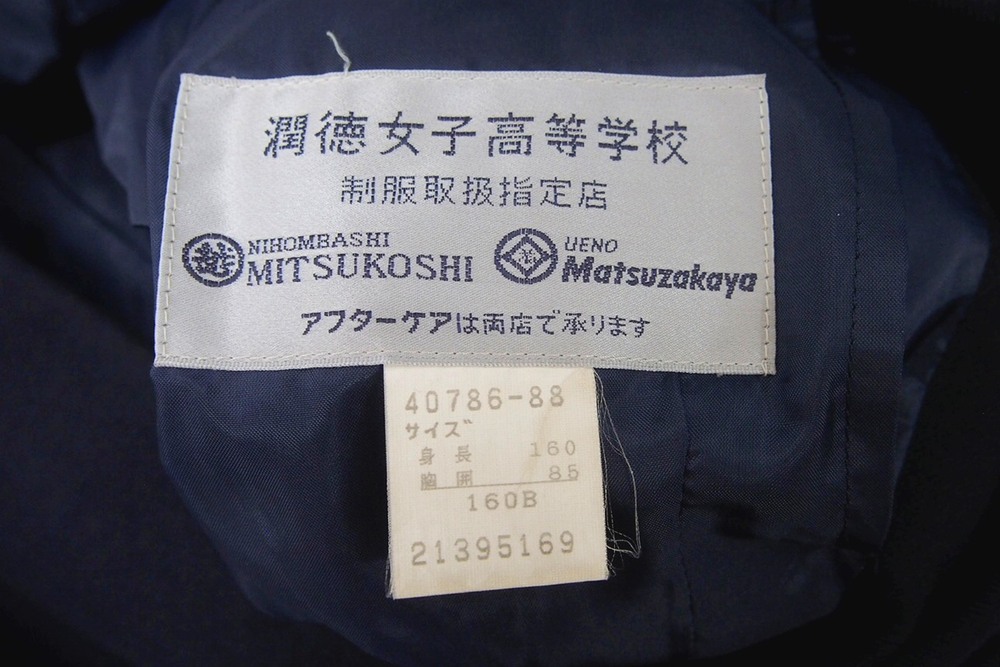 潤徳女子高等学校
制服取扱指定店
越 NIHOMBASHI
MITSUKOSHI
UENO
Matsuzakaya
アフターケアは両店で承ります
40786-88
サイズ
身長 160
胸囲 85
160B
21395169